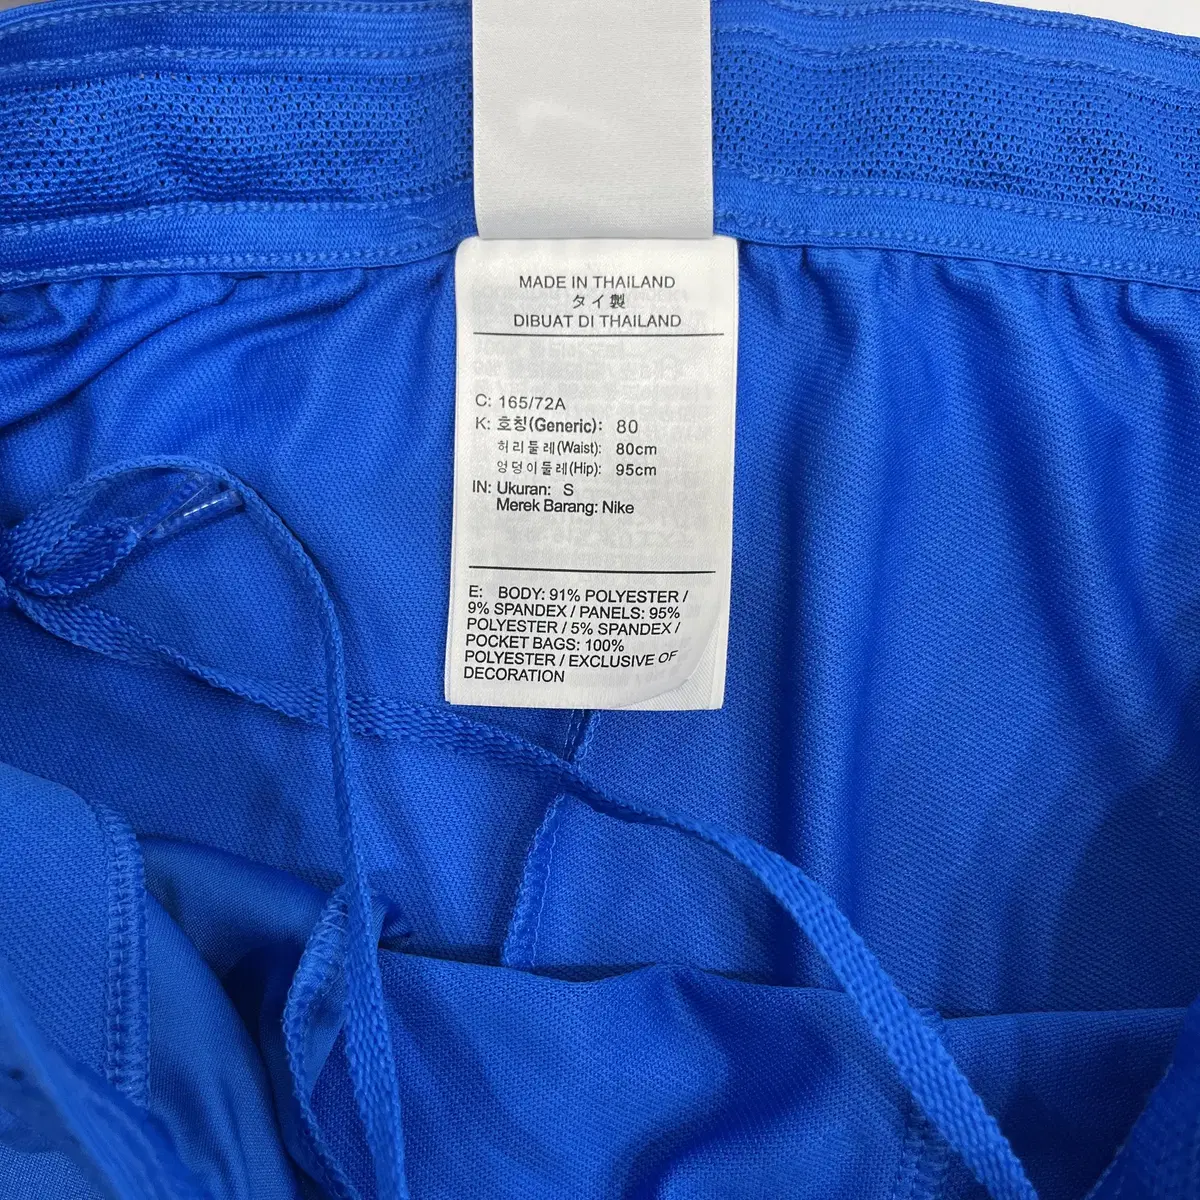 MADE IN THAILAND
タイ製
DIBUAT DI THAILAND
C: 165/72A
K: 호칭(Generic): 80
허리둘레(Waist): 80cm
엉덩이둘레(Hip): 95cm
IN: Ukuran: S
Merek Barang: Nike
E: BODY: 91% POLYESTER /
9% SPANDEX / PANELS: 95%
POLYESTER / 5% SPANDEX /
POCKET BAGS: 100%
POLYESTER / EXCLUSIVE OF
DECORATION